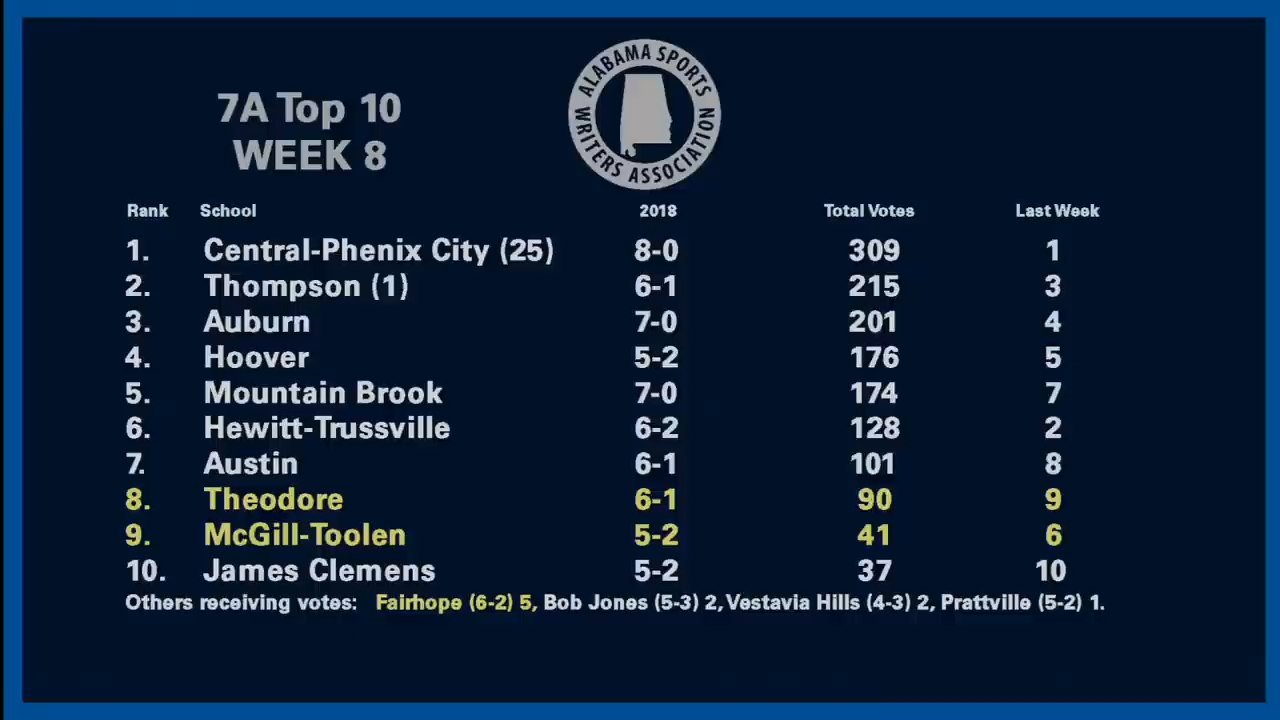 7A Top 10
WEEK 8
ALABAMA SPORTS
WRITERS ASSOCIATION
Rank School 2018 Total Votes Last Week
1. Central-Phenix City (25) 8-0 309 1
2. Thompson (1) 6-1 215 3
3. Auburn 7-0 201 4
4. Hoover 5-2 176 5
5. Mountain Brook 7-0 174 7
6. Hewitt-Trussville 6-2 128 2
7. Austin 6-1 101 8
8. Theodore 6-1 90 9
9. McGill-Toolen 5-2 41 6
10. James Clemens 5-2 37 10
Others receiving votes: Fairhope (6-2) 5, Bob Jones (5-3) 2, Vestavia Hills (4-3) 2, Prattville (5-2) 1.